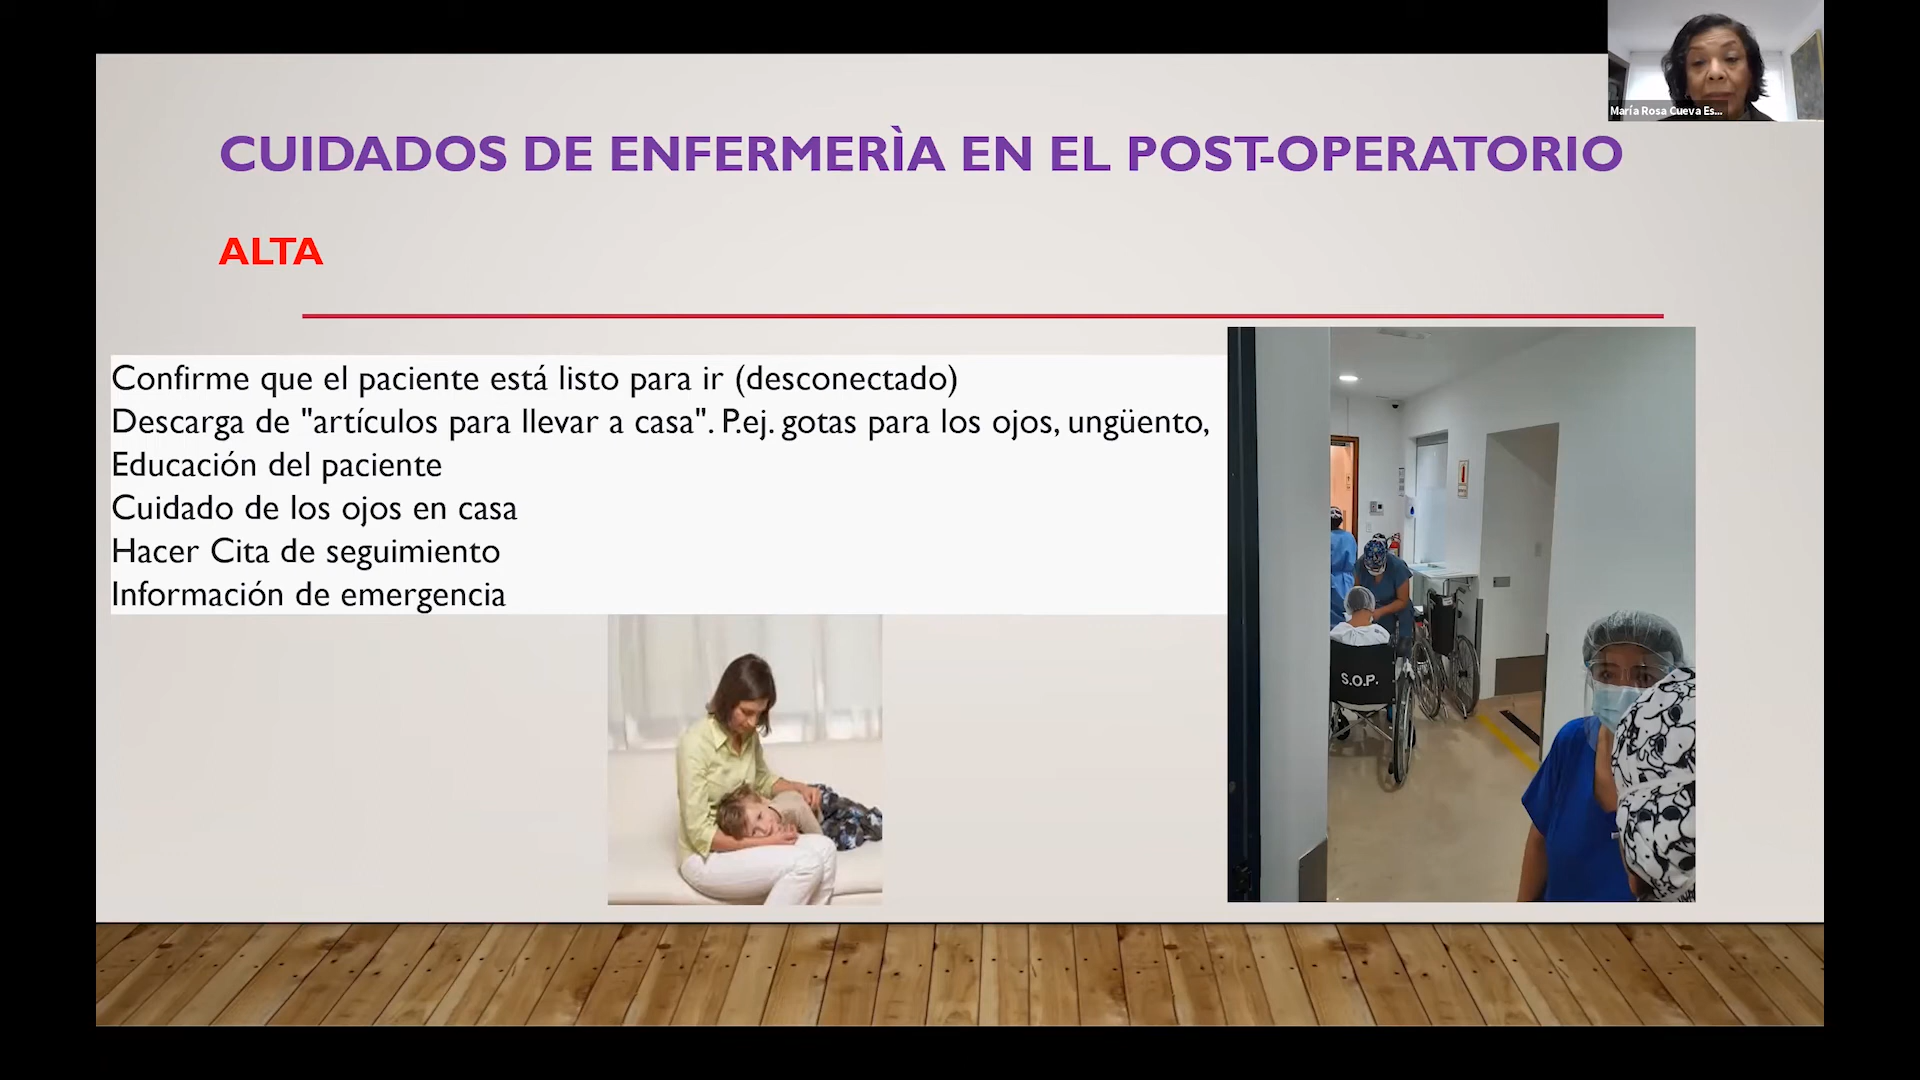 María Rosa Cueva Es...
CUIDADOS DE ENFERMERÌA EN EL POST-OPERATORIO
ALTA
Confirme que el paciente está listo para ir (desconectado)
Descarga de "artículos para llevar a casa". P.ej. gotas para los ojos, ungüento,
Educación del paciente
Cuidado de los ojos en casa
Hacer Cita de seguimiento
Información de emergencia
S.O.P.